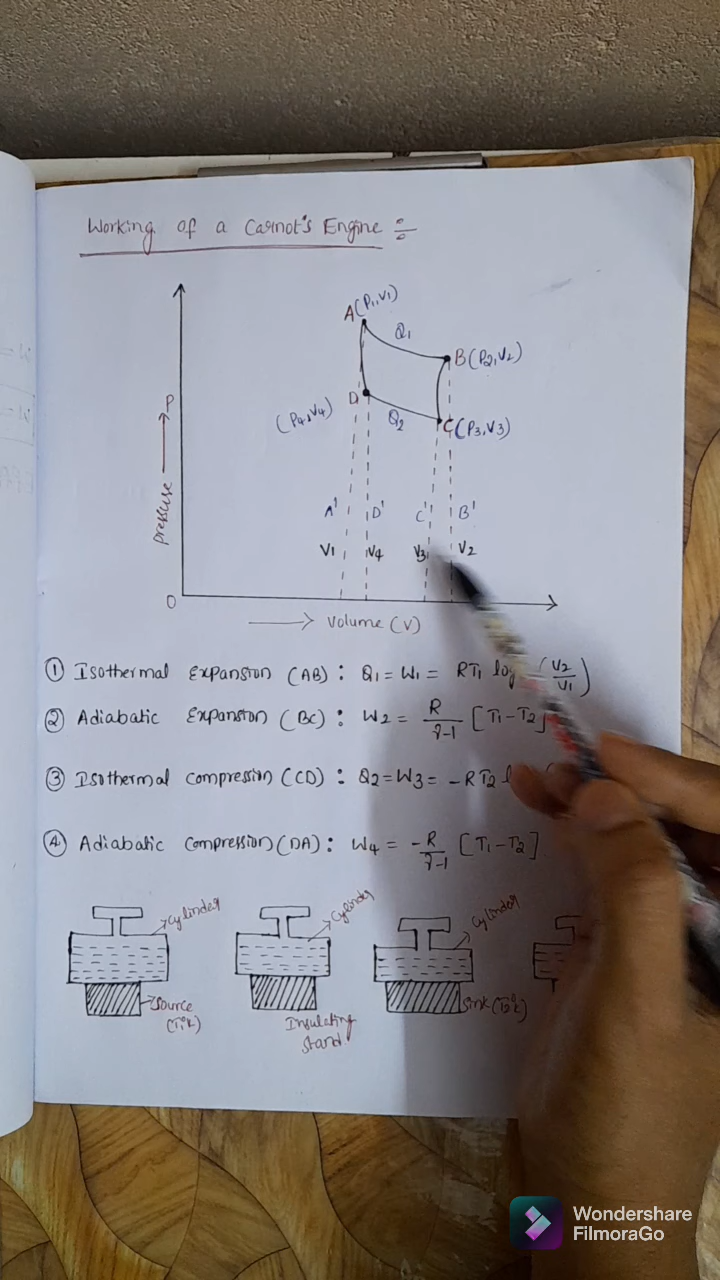 Working of a Carnot's Engine :-
A(P₁,V₁)
Q₁
B(P₂,V₂)
D
(P₄,V₄)
Q₂
C(P₃,V₃)
P
Pressure
A' D' C' B'
V₁ V₄ V₃ V₂
O
Volume (V)
① Isothermal Expansion (AB) : Q₁ = W₁ = RT₁ log (V₂/V₁)
② Adiabatic Expansion (BC) : W₂ = R/γ-1 [T₁-T₂]
③ Isothermal compression (CD) : Q₂ = W₃ = -RT₂
④ Adiabatic compression (DA) : W₄ = -R/γ-1 [T₁-T₂]
Cylinder Cylinder Cylinder
Source (T₁°K)
Insulating Stand
Sink (T₂°K)
Wondershare
FilmoraGo